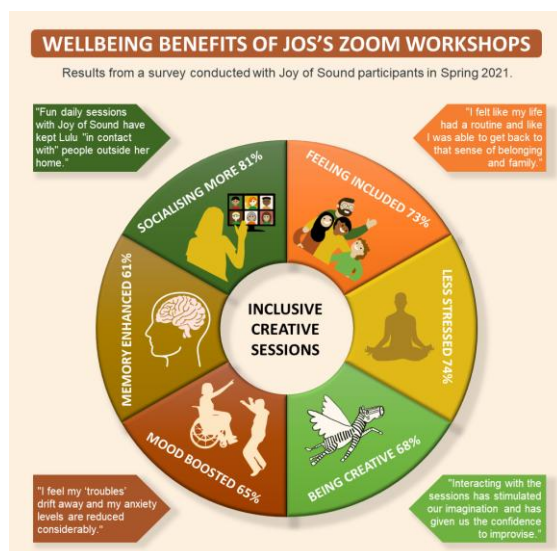 WELLBEING BENEFITS OF JOS'S ZOOM WORKSHOPS
Results from a survey conducted with Joy of Sound participants in Spring 2021.
"Fun daily sessions
with Joy of Sound have
kept Lulu "in contact
with" people outside her
home."
"I felt like my life
had a routine and like
I was able to get back to
that sense of belonging
and family."
SOCIALISING MORE 81%
FEELING INCLUDED 73%
MEMORY ENHANCED 61%
INCLUSIVE
CREATIVE
SESSIONS
LESS STRESSED 74%
MOOD BOOSTED 65%
BEING CREATIVE 68%
"I feel my 'troubles'
drift away and my anxiety
levels are reduced
considerably."
"Interacting with the
sessions has stimulated
our imagination and has
given us the confidence
to improvise."